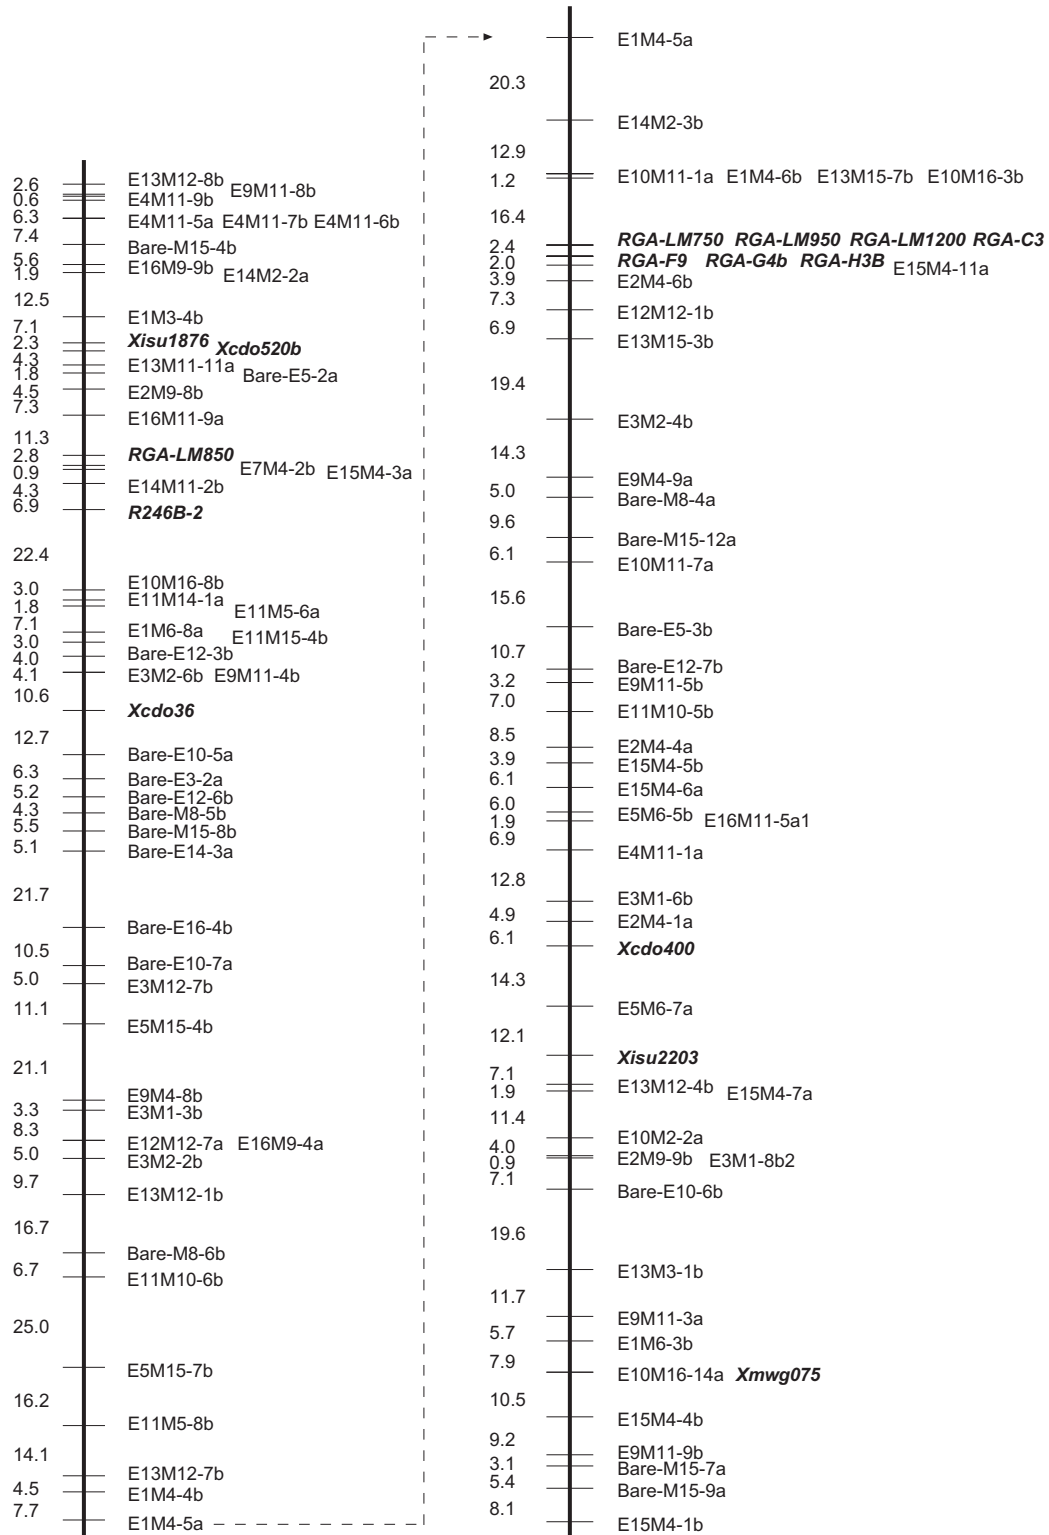 2.6
E13M12-8b
E9M11-8b
0.6
E4M11-9b
6.3
E4M11-5a E4M11-7b E4M11-6b
7.4
Bare-M15-4b
5.6
E16M9-9b
E14M2-2a
1.9
12.5
E1M3-4b
7.1
Xisu1876 Xcdo520b
2.3
4.3
E13M11-11a
Bare-E5-2a
1.8
4.5
E2M9-8b
7.3
E16M11-9a
11.3
RGA-LM850
2.8
E7M4-2b E15M4-3a
0.9
E14M11-2b
4.3
6.9
R246B-2
22.4
E10M16-8b
3.0
E11M14-1a
1.8
E11M5-6a
7.1
E1M6-8a
E11M15-4b
3.0
Bare-E12-3b
4.0
4.1
E3M2-6b E9M11-4b
10.6
Xcdo36
12.7
Bare-E10-5a
6.3
Bare-E3-2a
5.2
Bare-E12-6b
4.3
Bare-M8-5b
5.5
Bare-M15-8b
5.1
Bare-E14-3a
21.7
Bare-E16-4b
10.5
Bare-E10-7a
5.0
E3M12-7b
11.1
E5M15-4b
21.1
E9M4-8b
3.3
E3M1-3b
8.3
E12M12-7a E16M9-4a
5.0
E3M2-2b
9.7
E13M12-1b
16.7
Bare-M8-6b
6.7
E11M10-6b
25.0
E5M15-7b
16.2
E11M5-8b
14.1
E13M12-7b
4.5
E1M4-4b
7.7
E1M4-5a
E1M4-5a
20.3
E14M2-3b
12.9
E10M11-1a E1M4-6b E13M15-7b E10M16-3b
1.2
16.4
RGA-LM750 RGA-LM950 RGA-LM1200 RGA-C3
2.4
RGA-F9 RGA-G4b RGA-H3B E15M4-11a
2.0
3.9
E2M4-6b
7.3
E12M12-1b
6.9
E13M15-3b
19.4
E3M2-4b
14.3
E9M4-9a
5.0
Bare-M8-4a
9.6
Bare-M15-12a
6.1
E10M11-7a
15.6
Bare-E5-3b
10.7
Bare-E12-7b
3.2
E9M11-5b
7.0
E11M10-5b
8.5
E2M4-4a
3.9
E15M4-5b
6.1
E15M4-6a
6.0
E5M6-5b E16M11-5a1
1.9
6.9
E4M11-1a
12.8
E3M1-6b
4.9
E2M4-1a
6.1
Xcdo400
14.3
E5M6-7a
12.1
Xisu2203
7.1
E13M12-4b E15M4-7a
1.9
11.4
E10M2-2a
4.0
E2M9-9b E3M1-8b2
0.9
7.1
Bare-E10-6b
19.6
E13M3-1b
11.7
E9M11-3a
5.7
E1M6-3b
7.9
E10M16-14a Xmwg075
10.5
E15M4-4b
9.2
E9M11-9b
3.1
Bare-M15-7a
5.4
Bare-M15-9a
8.1
E15M4-1b